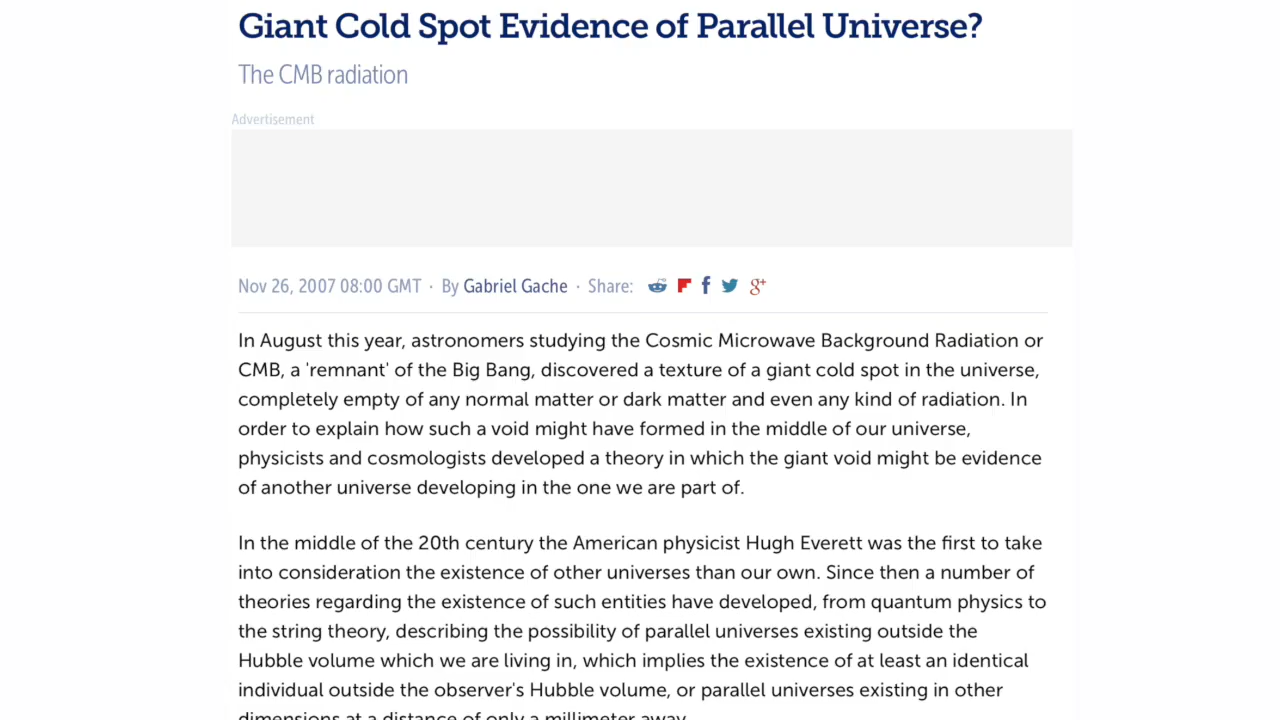 Giant Cold Spot Evidence of Parallel Universe?
The CMB radiation
Advertisement
Nov 26, 2007 08:00 GMT · By Gabriel Gache · Share: g+
In August this year, astronomers studying the Cosmic Microwave Background Radiation or
CMB, a 'remnant' of the Big Bang, discovered a texture of a giant cold spot in the universe,
completely empty of any normal matter or dark matter and even any kind of radiation. In
order to explain how such a void might have formed in the middle of our universe,
physicists and cosmologists developed a theory in which the giant void might be evidence
of another universe developing in the one we are part of.
In the middle of the 20th century the American physicist Hugh Everett was the first to take
into consideration the existence of other universes than our own. Since then a number of
theories regarding the existence of such entities have developed, from quantum physics to
the string theory, describing the possibility of parallel universes existing outside the
Hubble volume which we are living in, which implies the existence of at least an identical
individual outside the observer's Hubble volume, or parallel universes existing in other
dimensions at a distance of only a millimeter away.